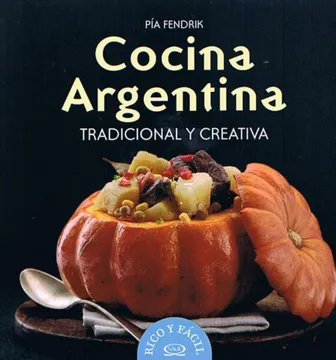 PÍA FENDRIK
Cocina
Argentina
TRADICIONAL Y CREATIVA
RICO Y FÁCIL
V&R